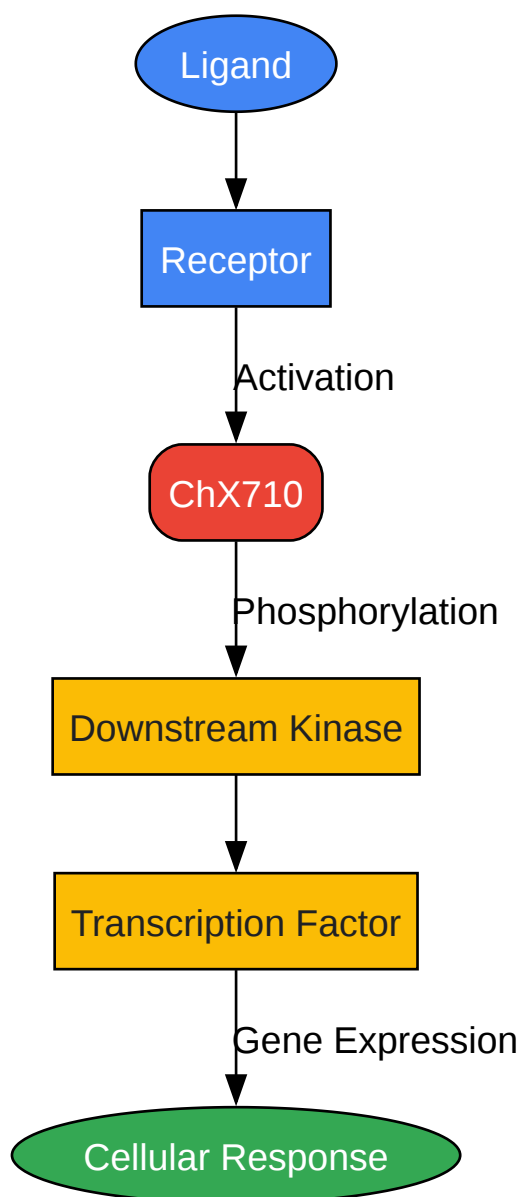 Ligand
Receptor
Activation
ChX710
Phosphorylation
Downstream Kinase
Transcription Factor
Gene Expression
Cellular Response